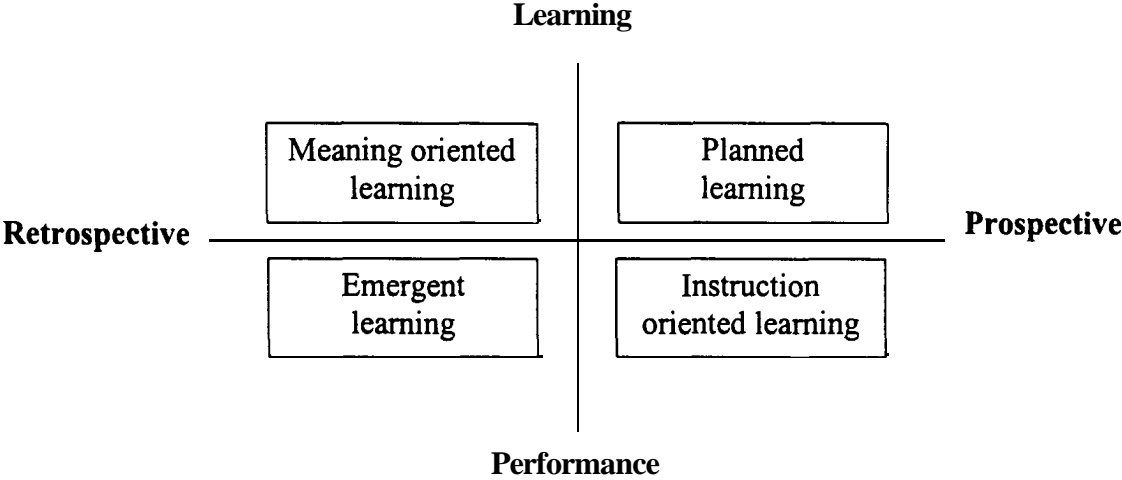 Learning
Meaning oriented
learning
Planned
learning
Retrospective
Prospective
Emergent
learning
Instruction
oriented learning
Performance